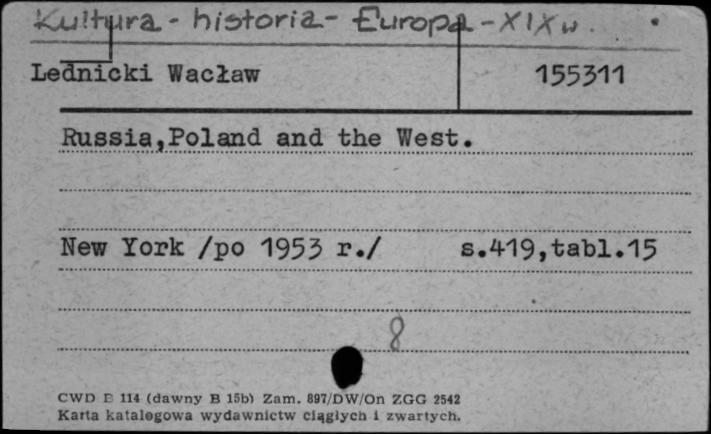 Kultura - historia - Europa - XIX w.
Lednicki Wacław 155311
Russia,Poland and the West.
New York /po 1953 r./ s.419,tabl.15
8
CWD B 114 (dawny B 15b) Zam. 897/DW/On ZGG 2542
Karta katalogowa wydawnictw ciągłych i zwartych.